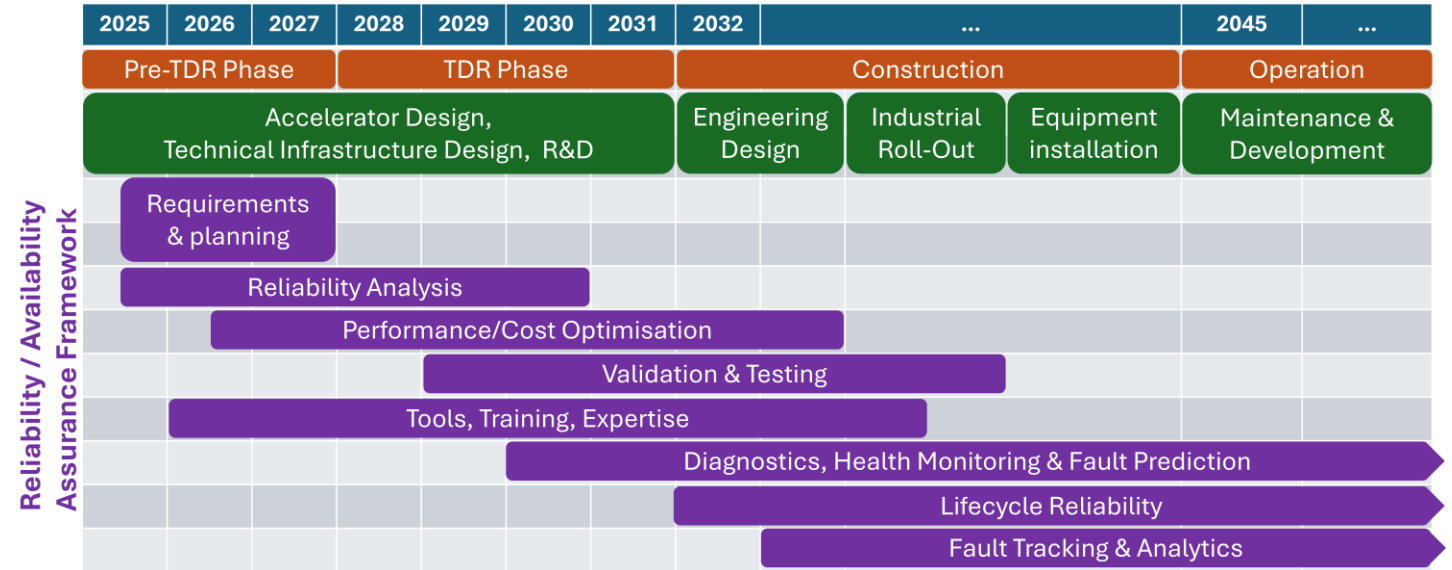 2025 2026 2027 2028 2029 2030 2031 2032 ... 2045 ...
Pre-TDR Phase TDR Phase Construction Operation
Accelerator Design,
Technical Infrastructure Design, R&D
Engineering
Design
Industrial
Roll-Out
Equipment
installation
Maintenance &
Development
Reliability / Availability
Assurance Framework
Requirements
& planning
Reliability Analysis
Performance/Cost Optimisation
Validation & Testing
Tools, Training, Expertise
Diagnostics, Health Monitoring & Fault Prediction
Lifecycle Reliability
Fault Tracking & Analytics